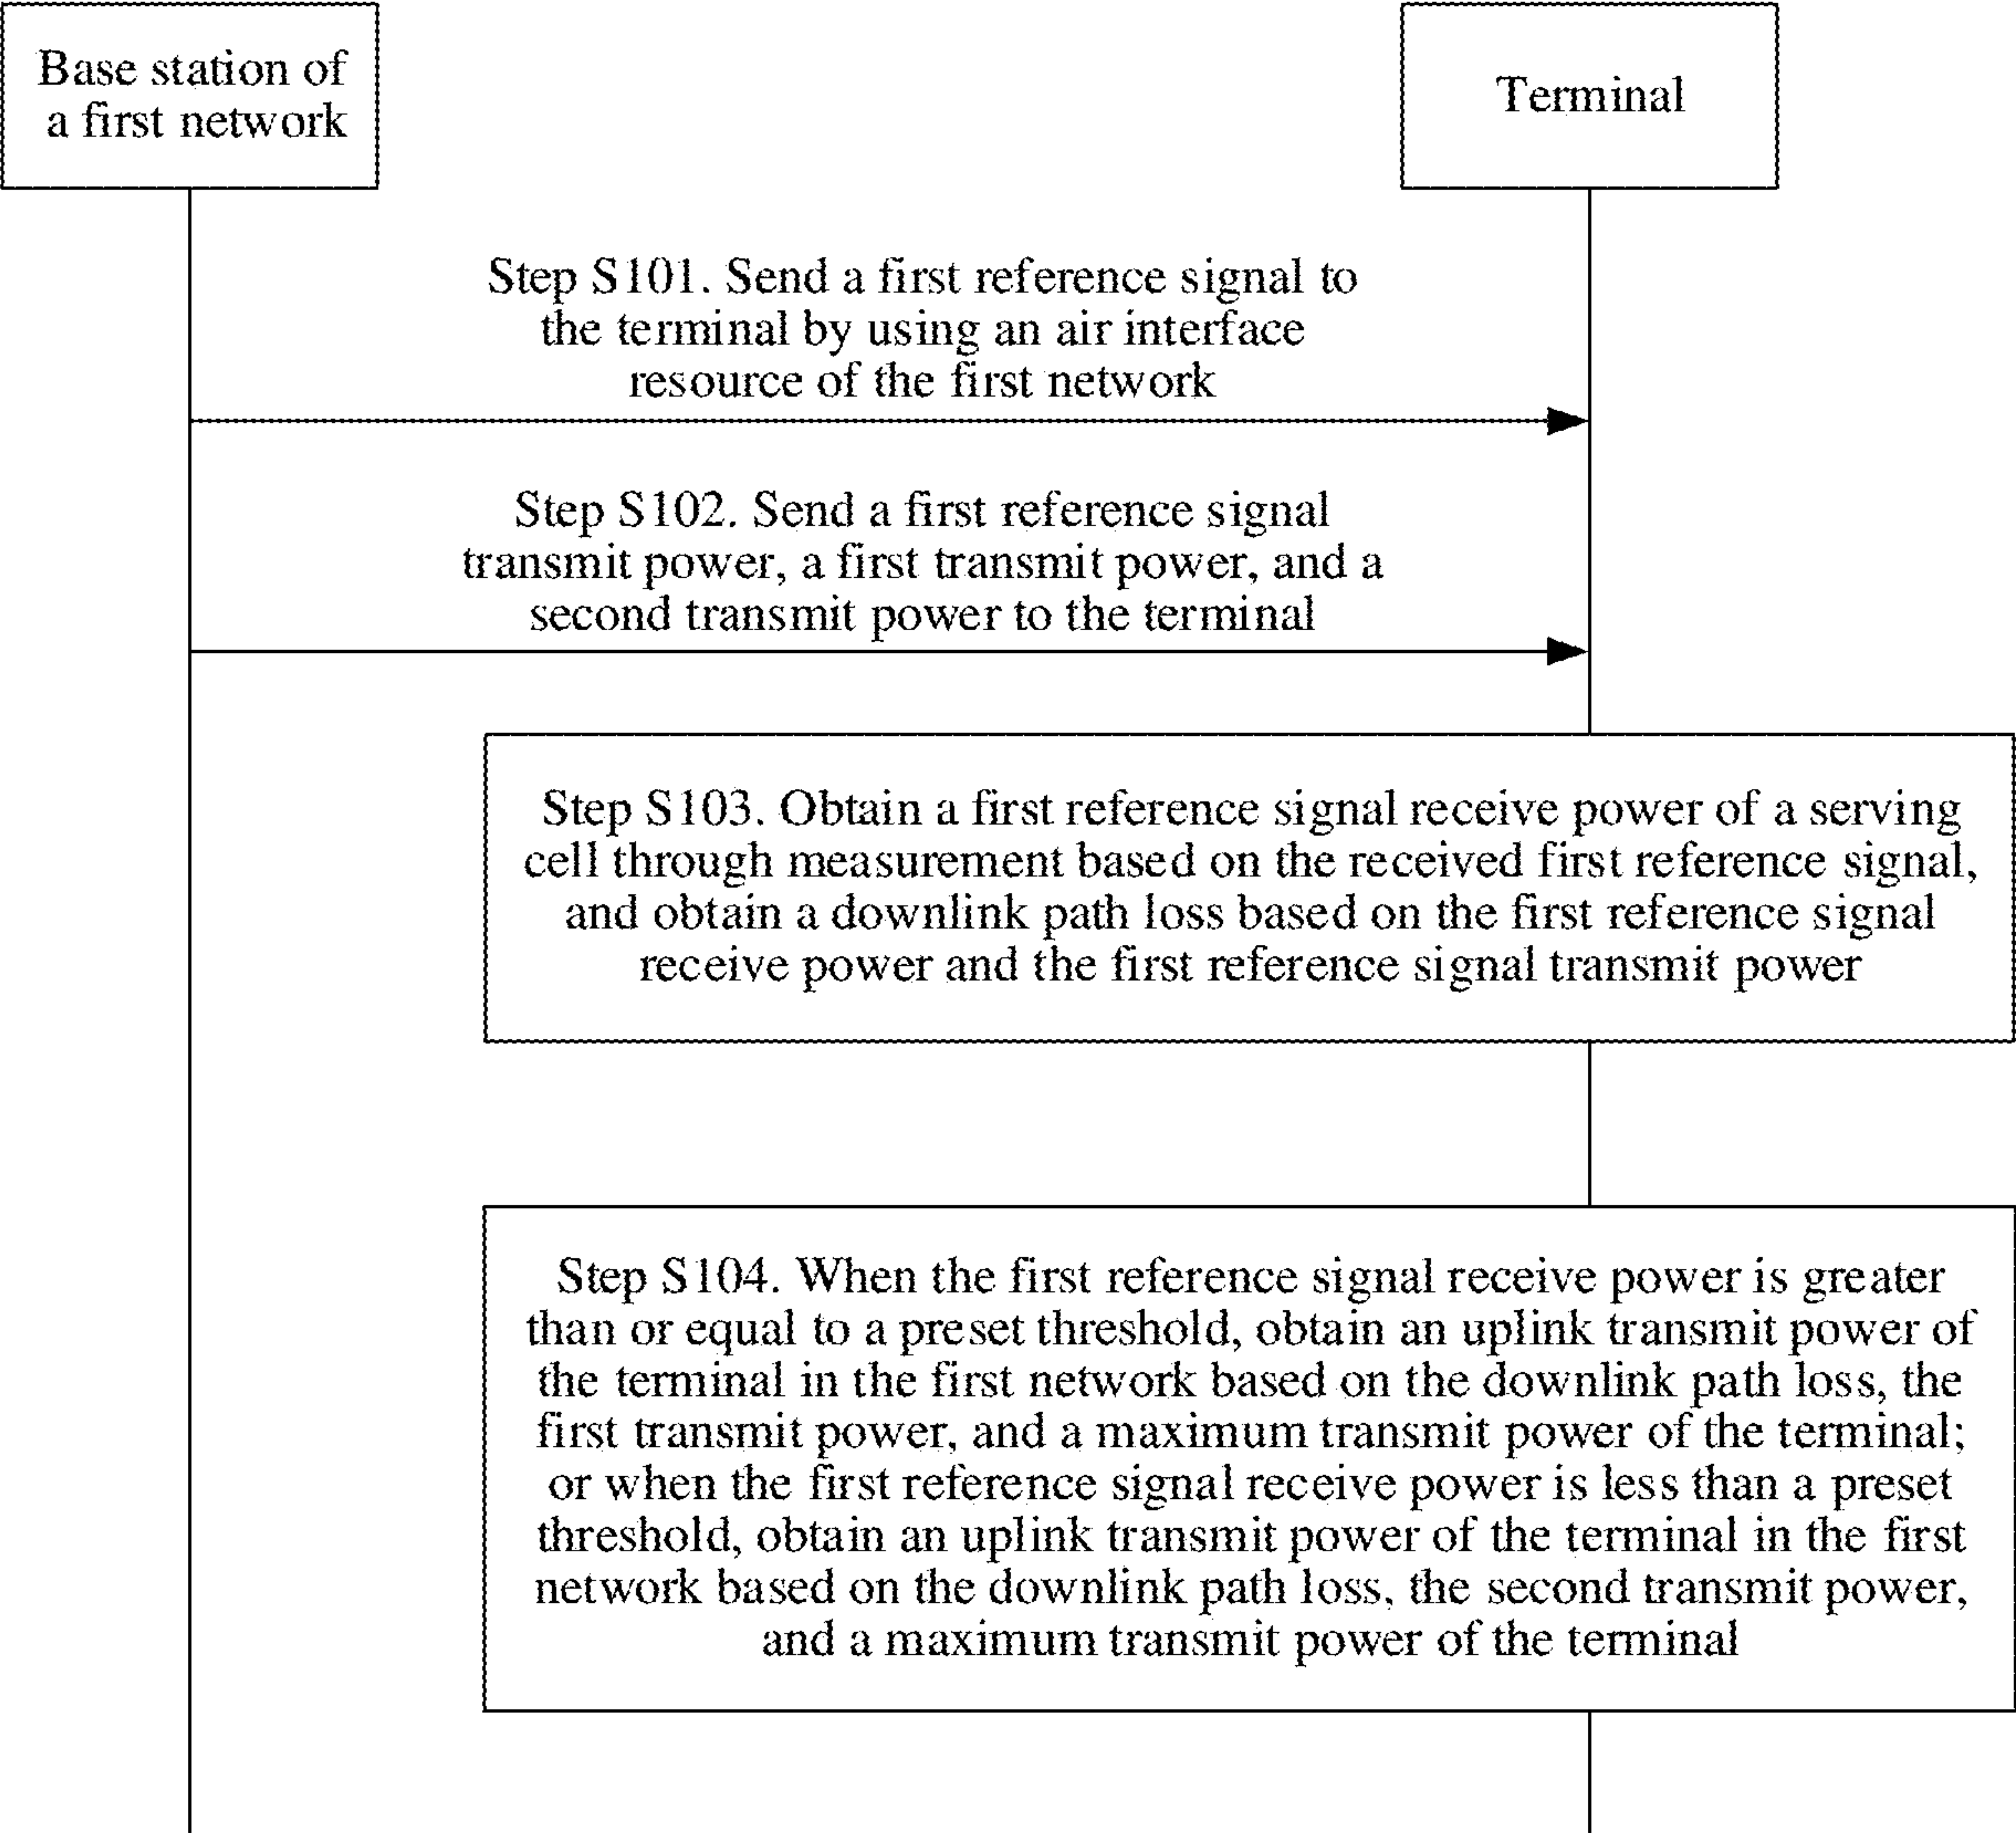 Base station of
a first network
Terminal
Step S101. Send a first reference signal to
the terminal by using an air interface
resource of the first network
Step S102. Send a first reference signal
transmit power, a first transmit power, and a
second transmit power to the terminal
Step S103. Obtain a first reference signal receive power of a serving
cell through measurement based on the received first reference signal,
and obtain a downlink path loss based on the first reference signal
receive power and the first reference signal transmit power
Step S104. When the first reference signal receive power is greater
than or equal to a preset threshold, obtain an uplink transmit power of
the terminal in the first network based on the downlink path loss, the
first transmit power, and a maximum transmit power of the terminal;
or when the first reference signal receive power is less than a preset
threshold, obtain an uplink transmit power of the terminal in the first
network based on the downlink path loss, the second transmit power,
and a maximum transmit power of the terminal